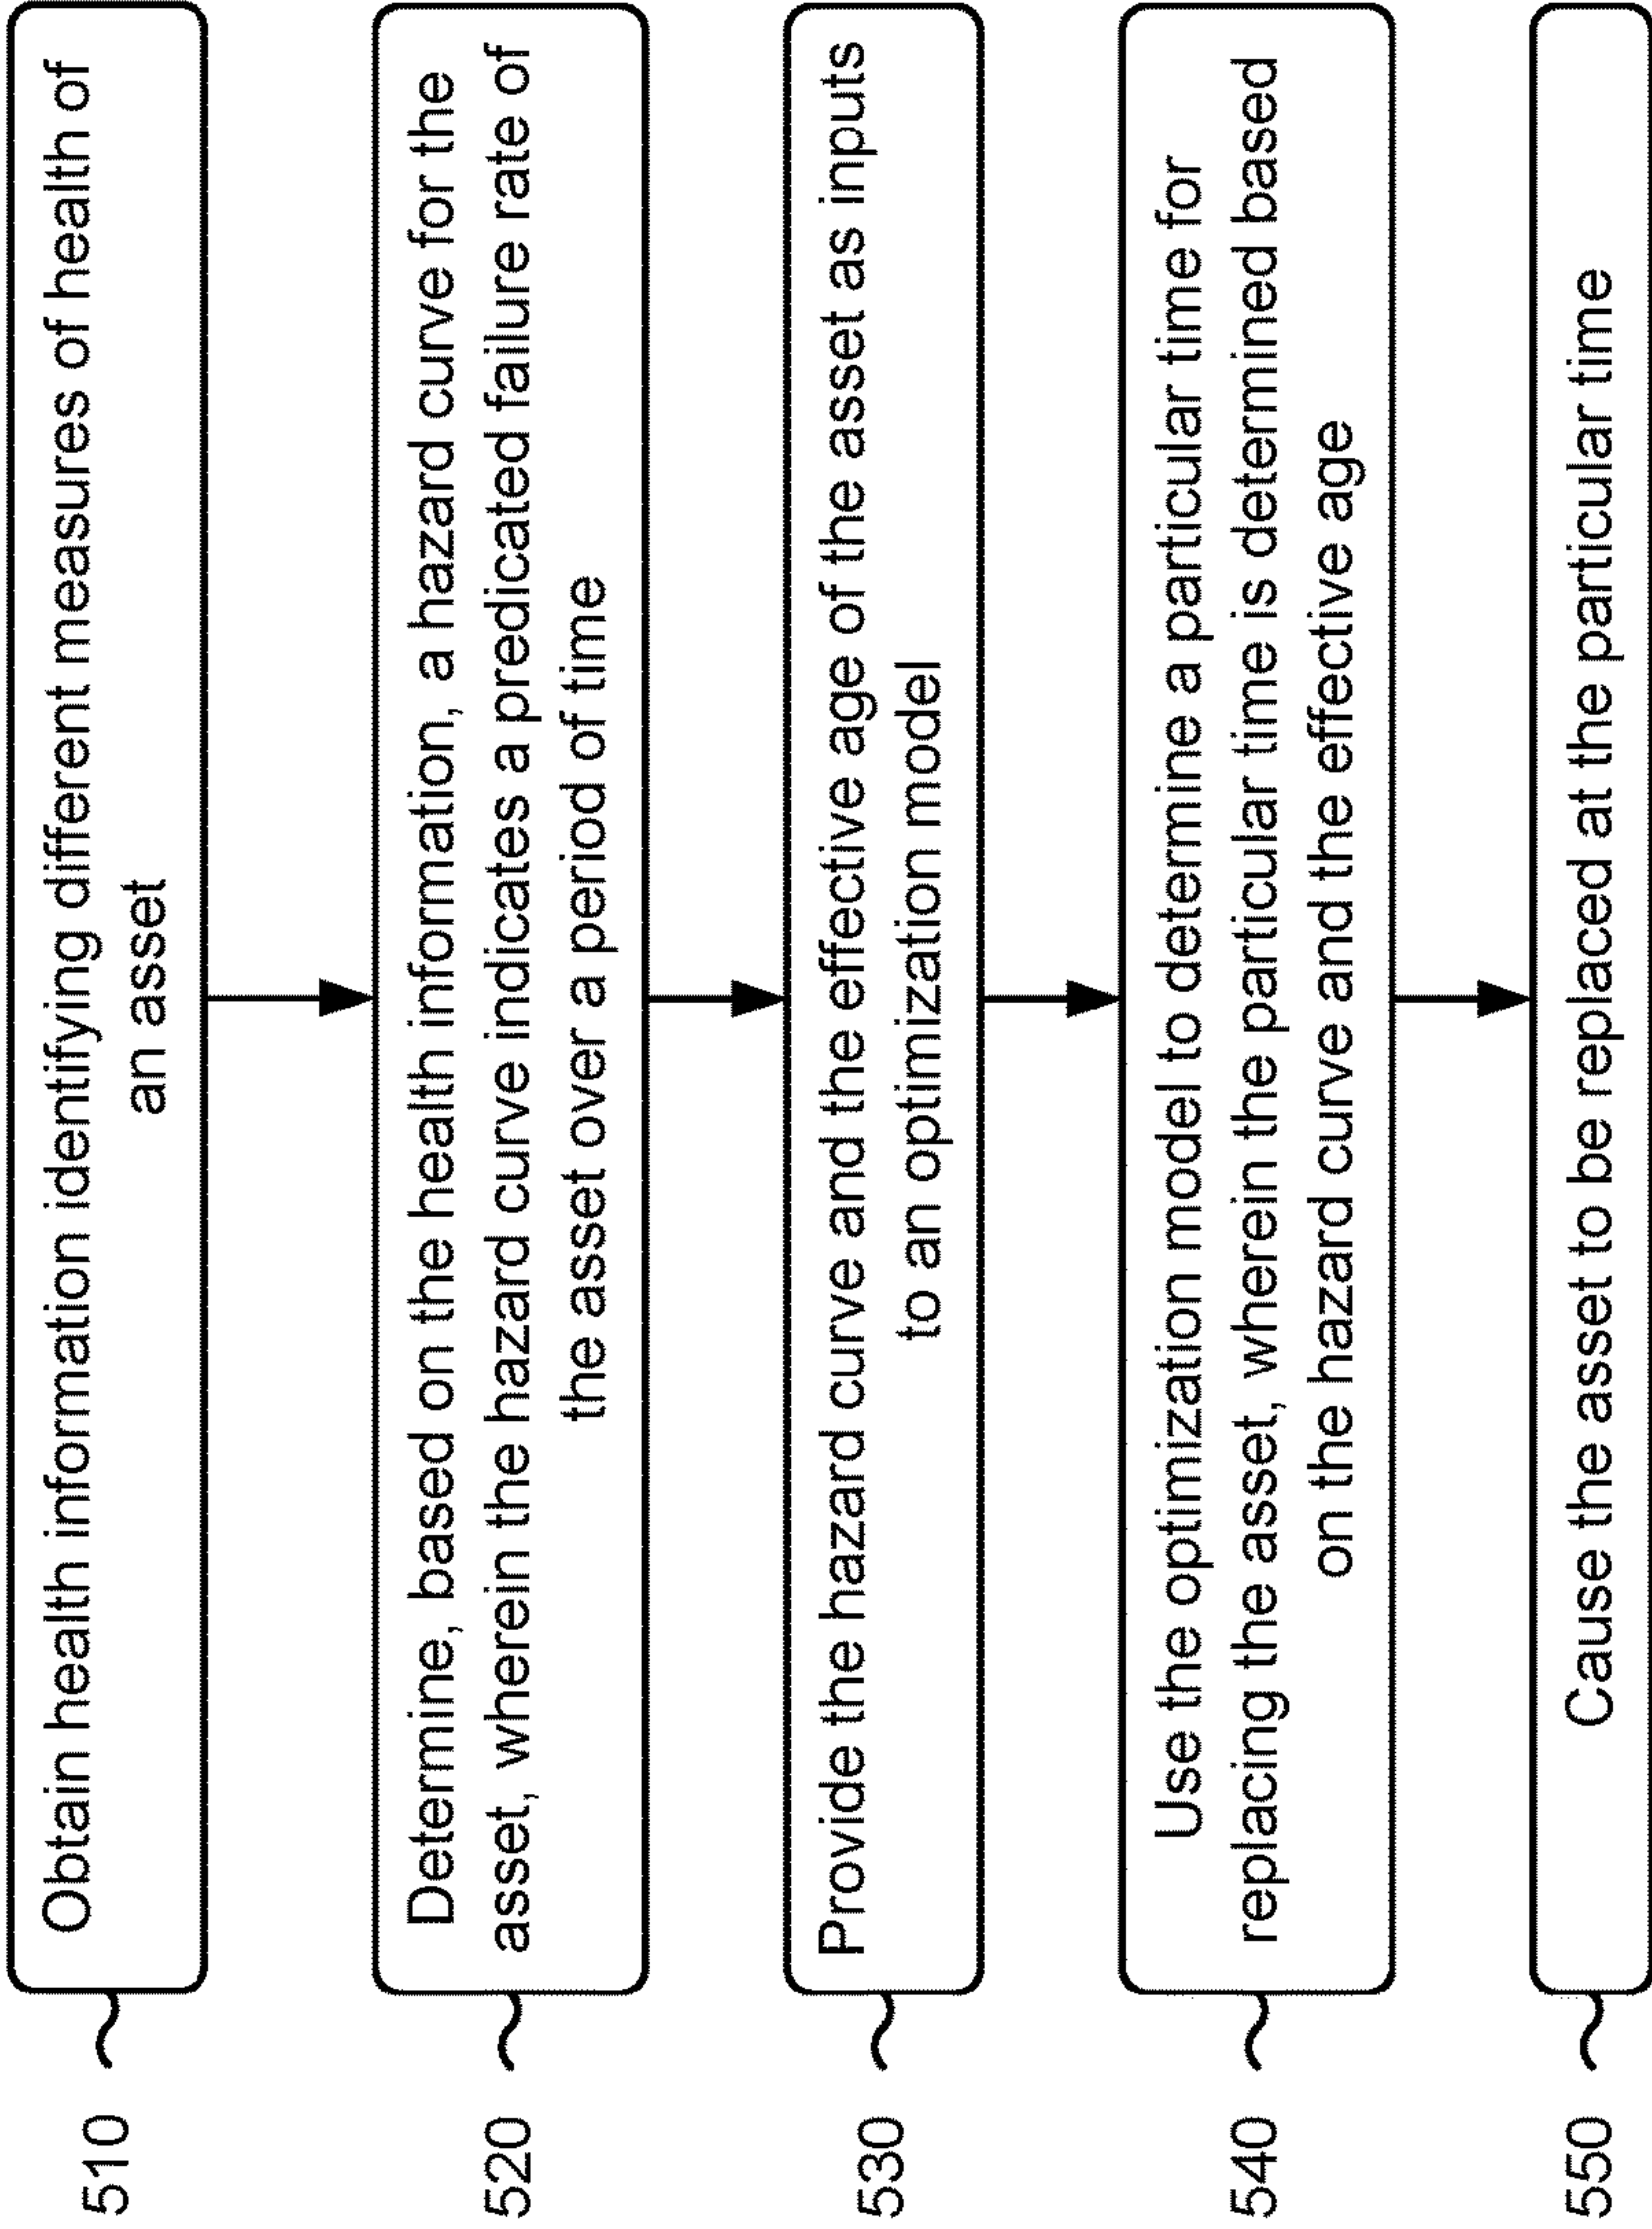 510
Obtain health information identifying different measures of health of
an asset
520
Determine, based on the health information, a hazard curve for the
asset, wherein the hazard curve indicates a predicated failure rate of
the asset over a period of time
530
Provide the hazard curve and the effective age of the asset as inputs
to an optimization model
540
Use the optimization model to determine a particular time for
replacing the asset, wherein the particular time is determined based
on the hazard curve and the effective age
550
Cause the asset to be replaced at the particular time